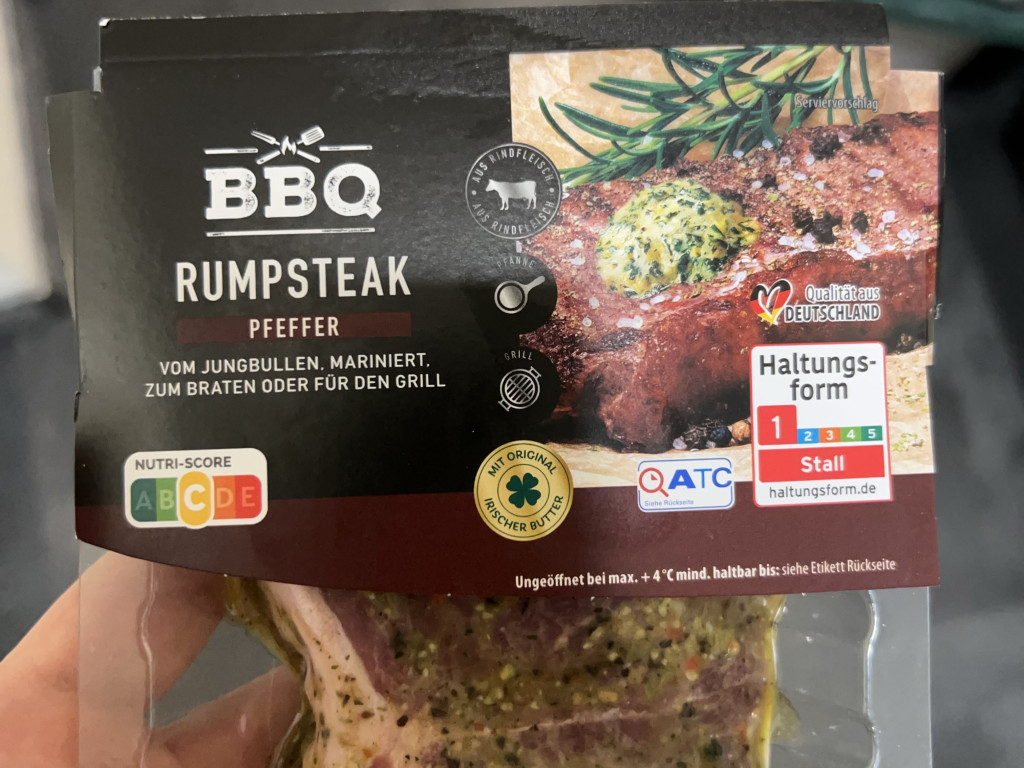 Serviervorschlag
BBQ
RUMPSTEAK
PFEFFER
VOM JUNGBULLEN, MARINIERT,
ZUM BRATEN ODER FÜR DEN GRILL
AUS RINDFLEISCH
AUS RINDFLEISCH
PFANNE
GRILL
Qualität aus
DEUTSCHLAND
Haltungs-
form
1 2 3 4 5
Stall
haltungsform.de
NUTRI-SCORE
A B C D E
MIT ORIGINAL
IRISCHER BUTTER
QATC
Siehe Rückseite
Ungeöffnet bei max. + 4 °C mind. haltbar bis: siehe Etikett Rückseite